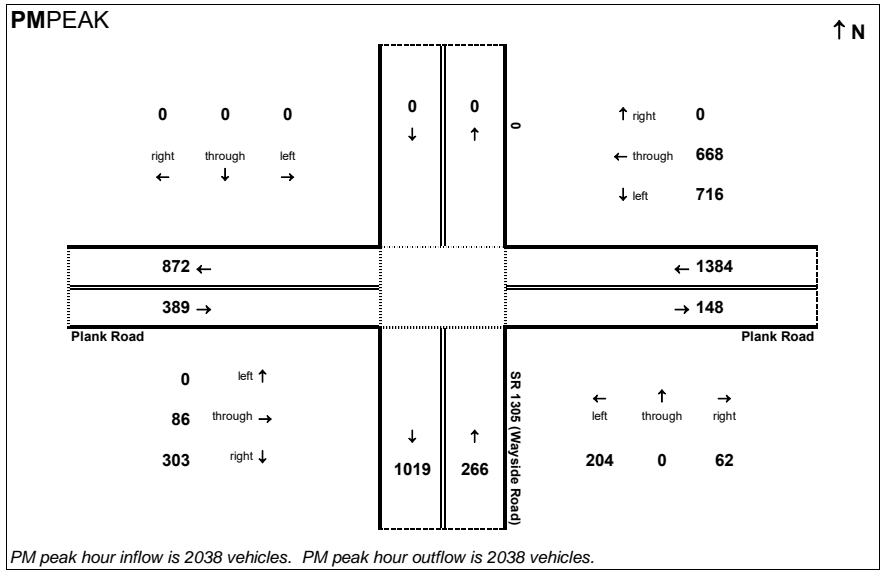 PMPEAK
↑ N
0 0 0
right through left
← ↓ →
0 0
↓ ↑
0
↑ right 0
← through 668
↓ left 716
872 ←
389 →
← 1384
→ 148
Plank Road
Plank Road
0 left ↑
86 through →
303 right ↓
↓ ↑
1019 266
SR 1305 (Wayside Road)
← ↑ →
left through right
204 0 62
PM peak hour inflow is 2038 vehicles. PM peak hour outflow is 2038 vehicles.